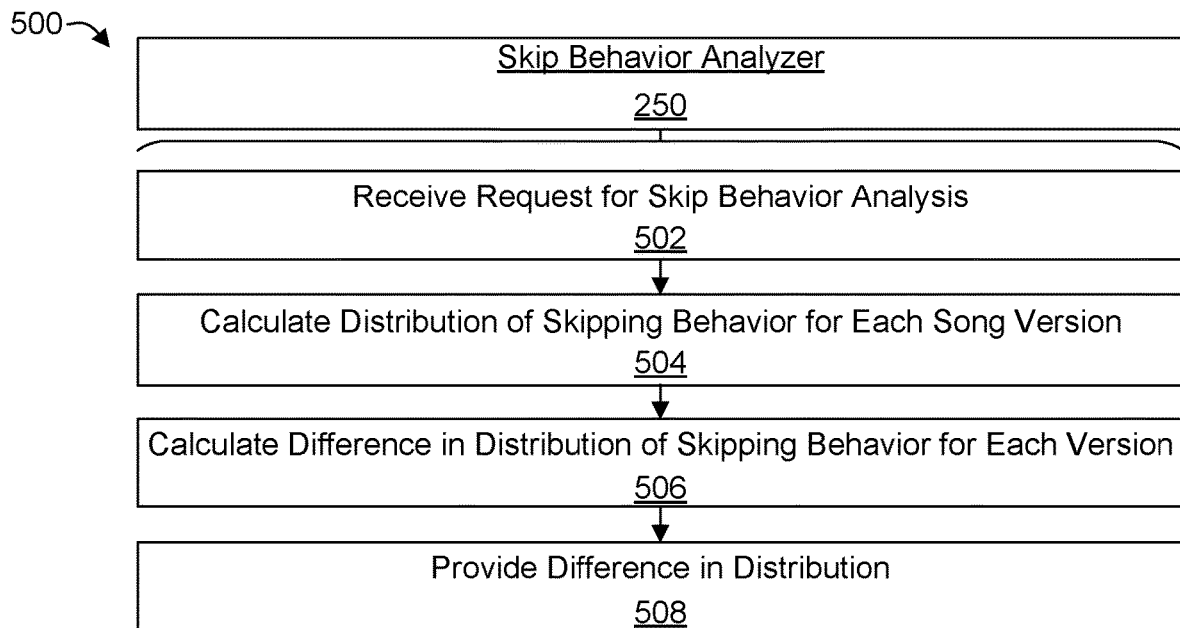 500
Skip Behavior Analyzer
250
Receive Request for Skip Behavior Analysis
502
Calculate Distribution of Skipping Behavior for Each Song Version
504
Calculate Difference in Distribution of Skipping Behavior for Each Version
506
Provide Difference in Distribution
508